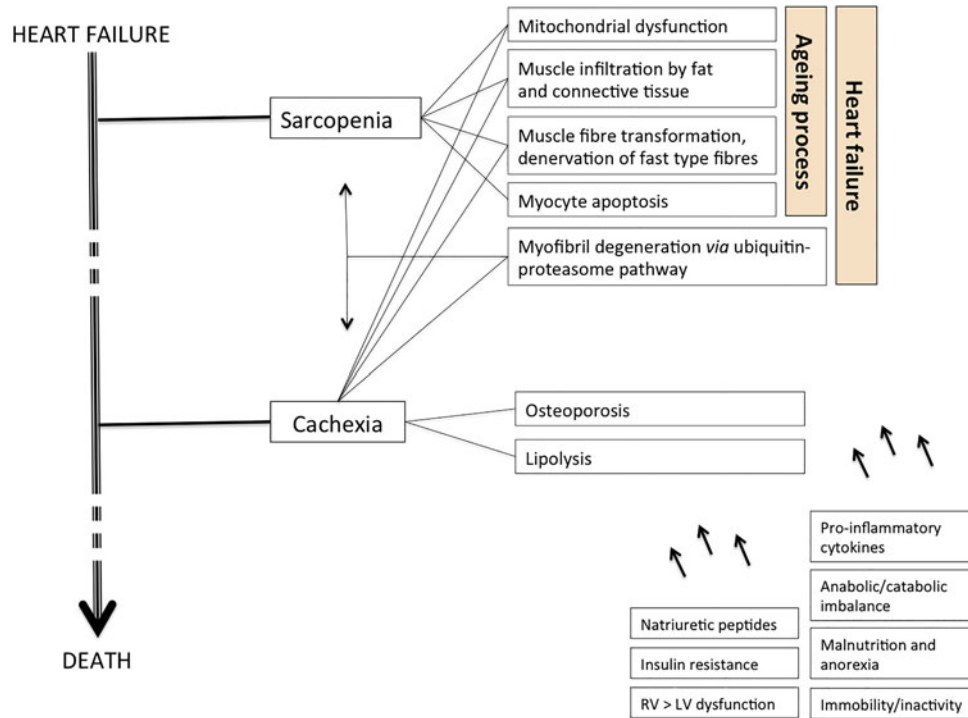 HEART FAILURE
Mitochondrial dysfunction
Muscle infiltration by fat
and connective tissue
Sarcopenia
Muscle fibre transformation,
denervation of fast type fibres
Myocyte apoptosis
Myofibril degeneration via ubiquitin-
proteasome pathway
Ageing process
Heart failure
Cachexia
Osteoporosis
Lipolysis
Pro-inflammatory
cytokines
Anabolic/catabolic
imbalance
Malnutrition and
anorexia
Immobility/inactivity
Natriuretic peptides
Insulin resistance
RV > LV dysfunction
DEATH